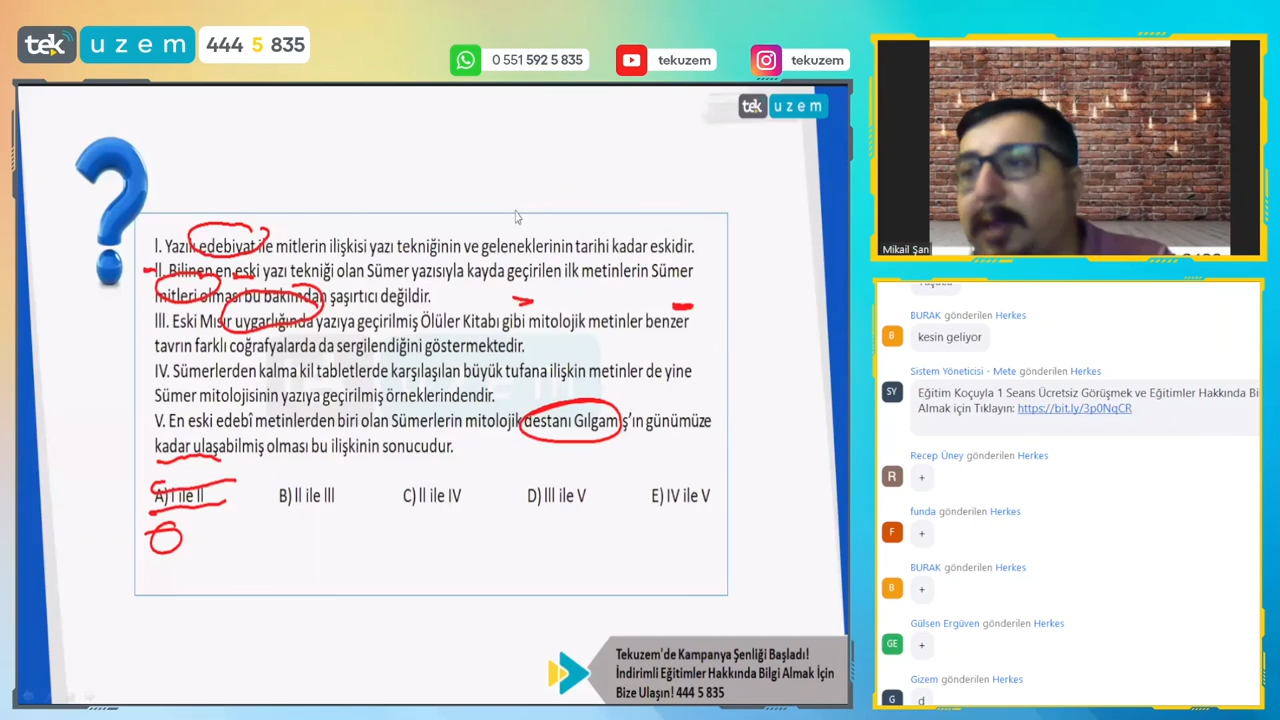 tek
uzem
444 5 835
0 551 592 5 835
tekuzem
tekuzem
tek uzem
I. Yazılı edebiyat ile mitlerin ilişkisi yazı tekniğinin ve geleneklerinin tarihi kadar eskidir.
II. Bilinen en eski yazı tekniği olan Sümer yazısıyla kayda geçirilen ilk metinlerin Sümer
mitleri olması bu bakımdan şaşırtıcı değildir.
III. Eski Mısır uygarlığında yazıya geçirilmiş Ölüler Kitabı gibi mitolojik metinler benzer
tavrın farklı coğrafyalarda da sergilendiğini göstermektedir.
IV. Sümerlerden kalma kil tabletlerde karşılaşılan büyük tufana ilişkin metinler de yine
Sümer mitolojisinin yazıya geçirilmiş örneklerindendir.
V. En eski edebî metinlerden biri olan Sümerlerin mitolojik destanı Gılgamış’ın günümüze
kadar ulaşabilmiş olması bu ilişkinin sonucudur.
A) I ile II
B) II ile III
C) II ile IV
D) III ile V
E) IV ile V
Tekuzem'de Kampanya Şenliği Başladı!
İndirimli Eğitimler Hakkında Bilgi Almak İçin
Bize Ulaşın! 444 5 835
Mikail Şan
BURAK gönderilen Herkes
B
kesin geliyor
Sistem Yöneticisi - Mete gönderilen Herkes
SY
Eğitim Koçuyla 1 Seans Ücretsiz Görüşmek ve Eğitimler Hakkında Bi
Almak için Tıklayın: https://bit.ly/3p0NqCR
Recep Üney gönderilen Herkes
R
+
funda gönderilen Herkes
F
+
BURAK gönderilen Herkes
B
+
Gülsen Ergüven gönderilen Herkes
GE
+
Gizem gönderilen Herkes
G
d